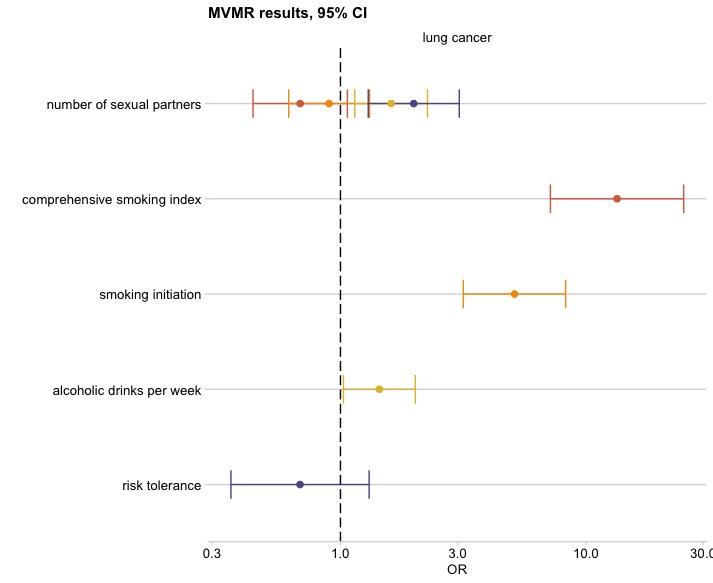 MVMR results, 95% CI
lung cancer
number of sexual partners
comprehensive smoking index
smoking initiation
alcoholic drinks per week
risk tolerance
0.3 1.0 3.0 10.0 30.0
OR